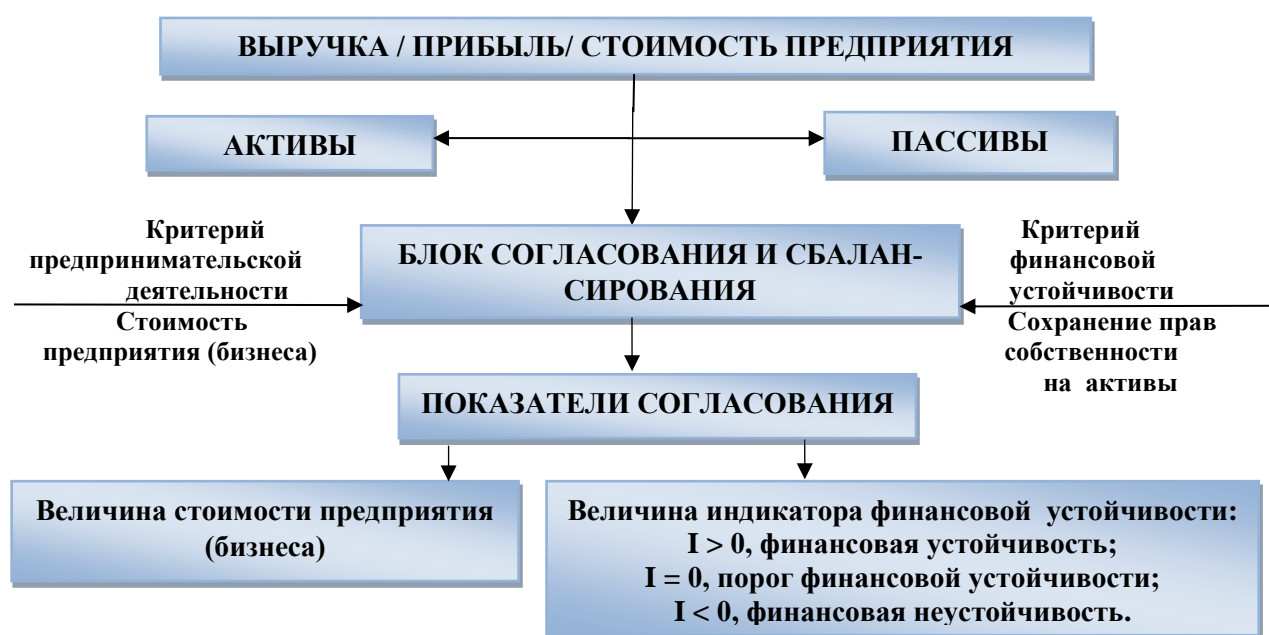 ВЫРУЧКА / ПРИБЫЛЬ/ СТОИМОСТЬ ПРЕДПРИЯТИЯ
АКТИВЫ
ПАССИВЫ
Критерий
предпринимательской
деятельности
Стоимость
предприятия (бизнеса)
БЛОК СОГЛАСОВАНИЯ И СБАЛАН-
СИРОВАНИЯ
Критерий
финансовой
устойчивости
Сохранение прав
собственности
на активы
ПОКАЗАТЕЛИ СОГЛАСОВАНИЯ
Величина стоимости предприятия
(бизнеса)
Величина индикатора финансовой устойчивости:
I > 0, финансовая устойчивость;
I = 0, порог финансовой устойчивости;
I < 0, финансовая неустойчивость.